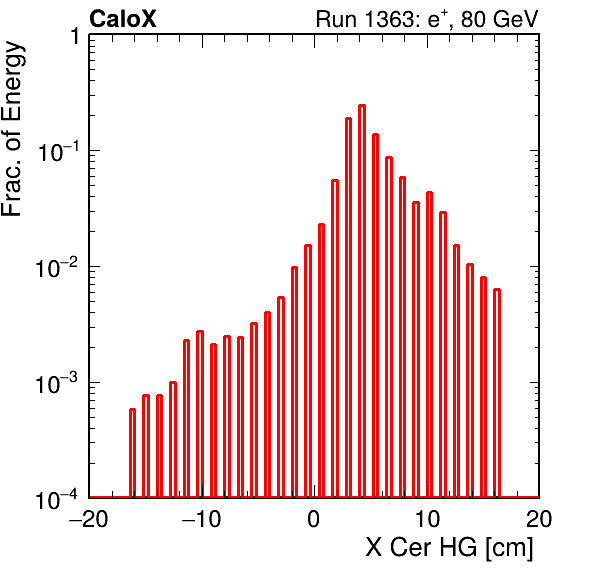 CaloX
Run 1363: e⁺, 80 GeV
Frac. of Energy
1
10⁻¹
10⁻²
10⁻³
10⁻⁴
−20 −10 0 10 20
X Cer HG [cm]